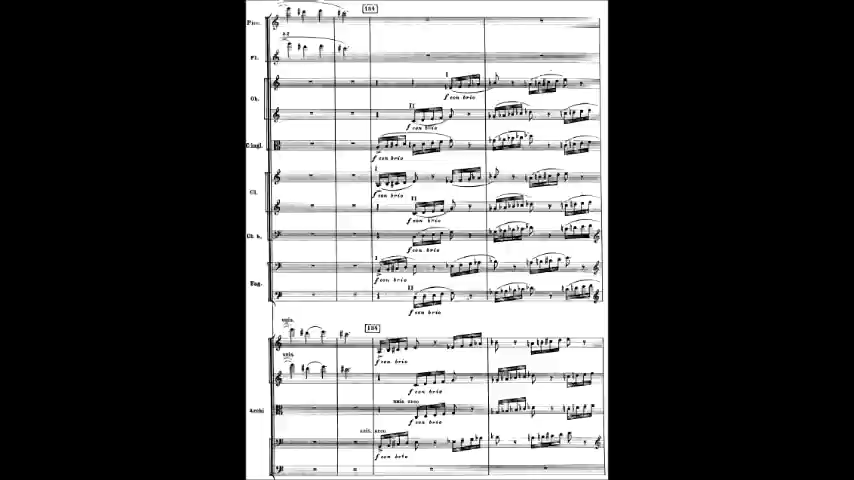 Picc.
184
a 2
Fl.
Ob.
I
f con brio
II
f con brio
C.ingl.
f con brio
Cl.
I
f con brio
II
f con brio
Cl. b.
f con brio
Fag.
I
f con brio
II
f con brio
unis.
184
f con brio
unis.
f con brio
Archi
unis. arco
f con brio
unis. arco
f con brio